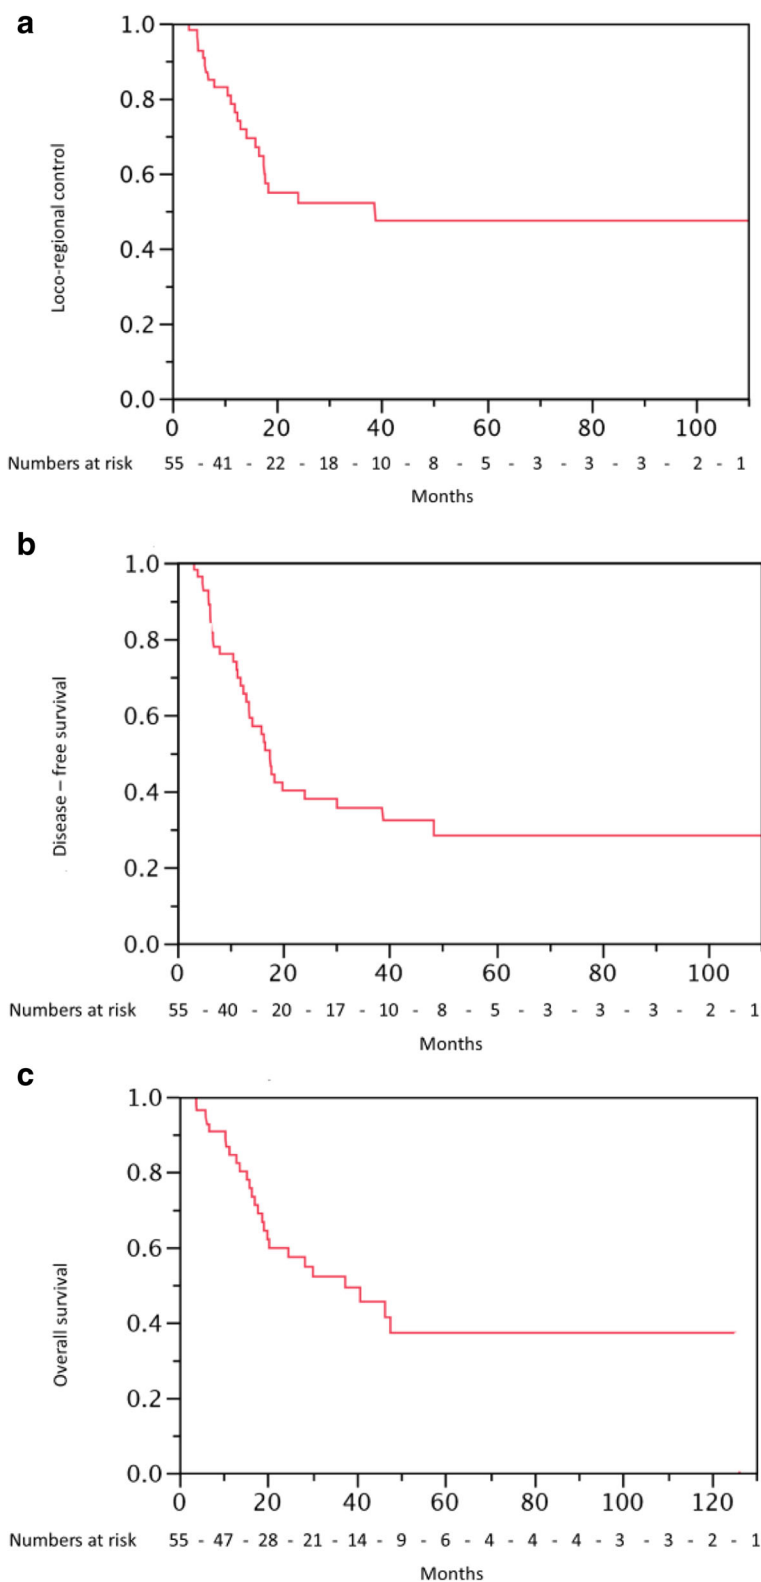 a
1.0
0.8
0.6
0.4
0.2
0.0
Loco-regional control
0 20 40 60 80 100
Numbers at risk 55 - 41 - 22 - 18 - 10 - 8 - 5 - 3 - 3 - 3 - 2 - 1
Months
b
1.0
0.8
0.6
0.4
0.2
0.0
Disease – free survival
0 20 40 60 80 100
Numbers at risk 55 - 40 - 20 - 17 - 10 - 8 - 5 - 3 - 3 - 3 - 2 - 1
Months
c
1.0
0.8
0.6
0.4
0.2
0.0
Overall survival
0 20 40 60 80 100 120
Numbers at risk 55 - 47 - 28 - 21 - 14 - 9 - 6 - 4 - 4 - 4 - 3 - 3 - 2 - 1
Months